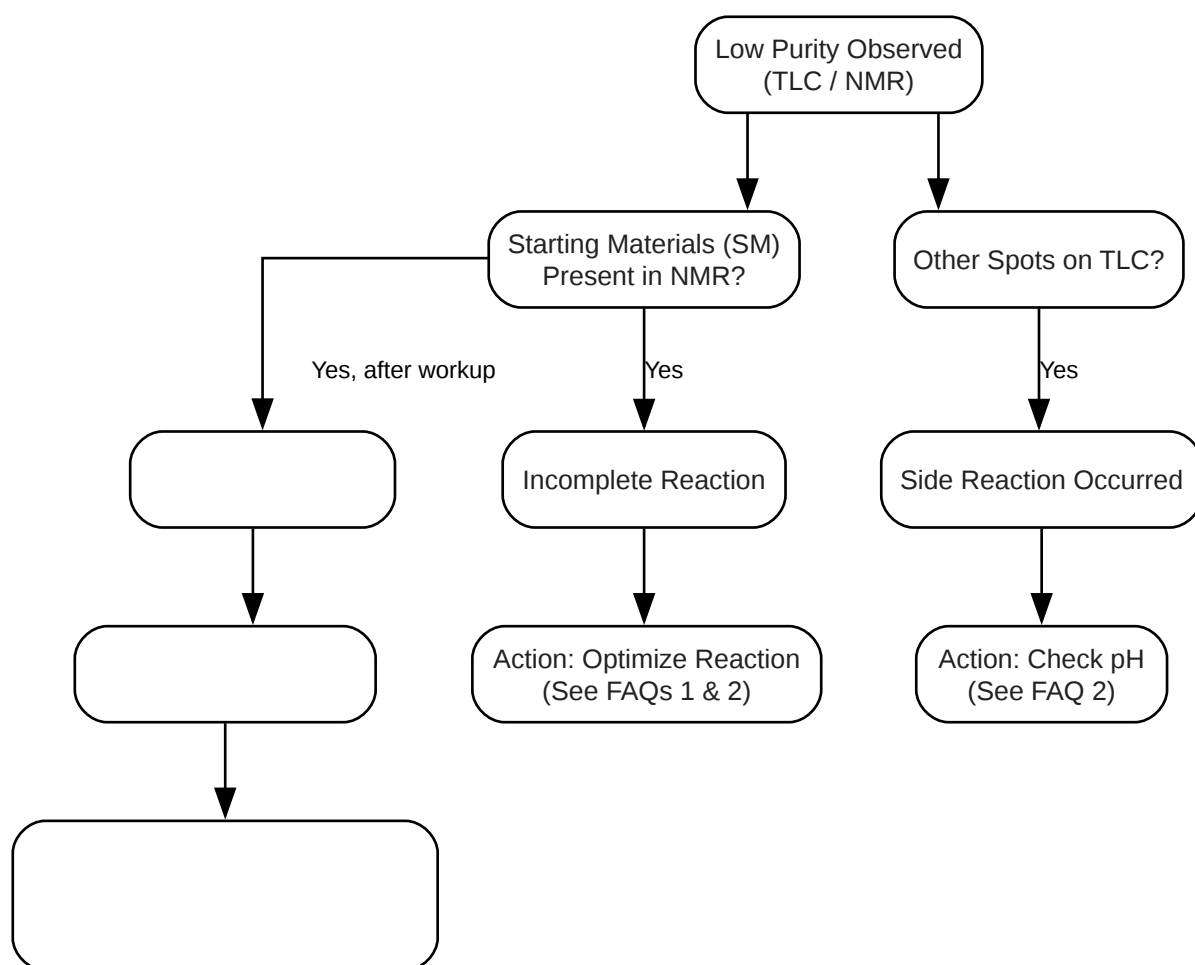 Low Purity Observed
(TLC / NMR)
Starting Materials (SM)
Present in NMR?
Other Spots on TLC?
Yes, after workup
Yes
Yes
Incomplete Reaction
Side Reaction Occurred
Action: Optimize Reaction
(See FAQs 1 & 2)
Action: Check pH
(See FAQ 2)